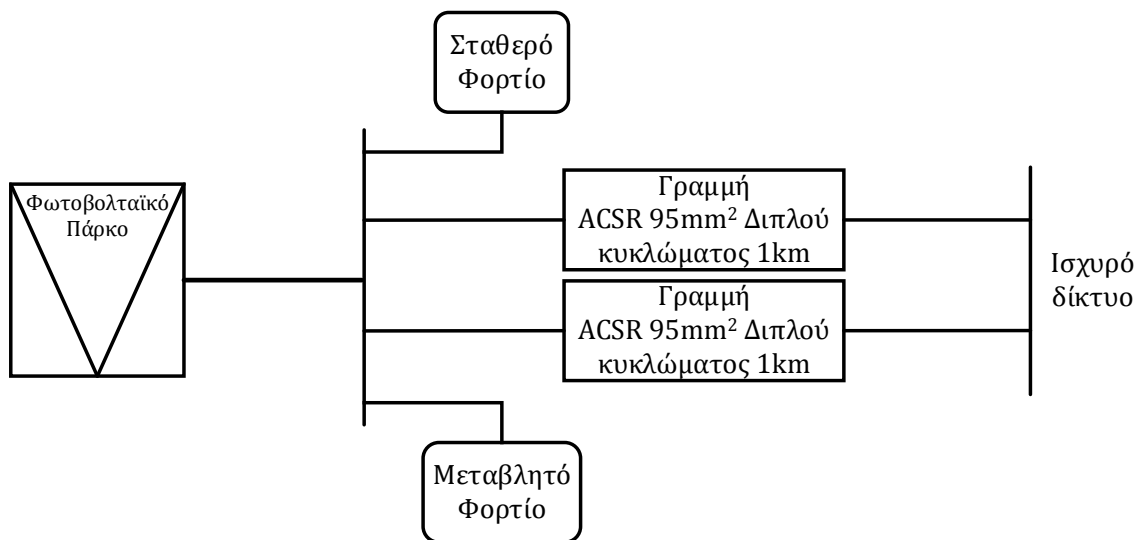 Σταθερό
Φορτίο
Φωτοβολταϊκό
Πάρκο
Γραμμή
ACSR 95mm² Διπλού
κυκλώματος 1km
Γραμμή
ACSR 95mm² Διπλού
κυκλώματος 1km
Ισχυρό
δίκτυο
Μεταβλητό
Φορτίο